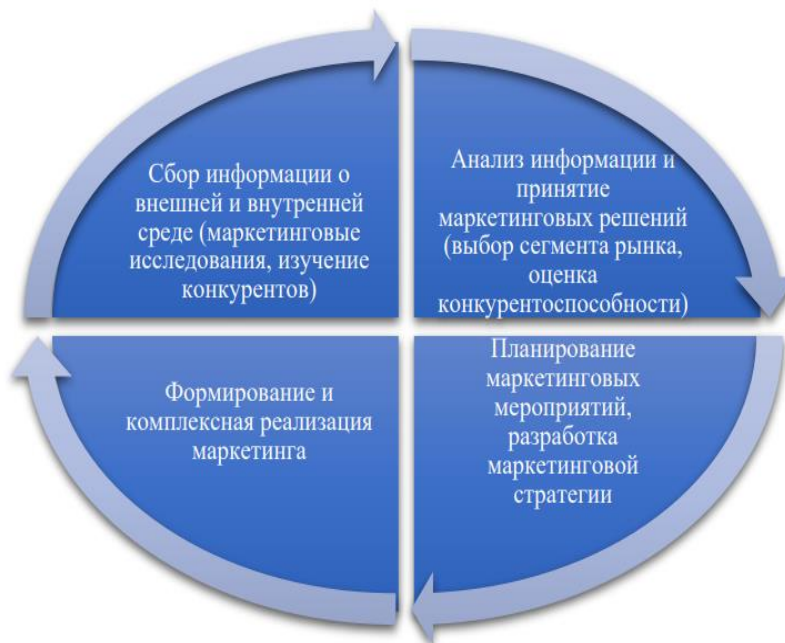 Сбор информации о
внешней и внутренней
среде (маркетинговые
исследования, изучение
конкурентов)
Анализ информации и
принятие
маркетинговых решений
(выбор сегмента рынка,
оценка
конкурентоспособности)
Формирование и
комплексная реализация
маркетинга
Планирование
маркетинговых
мероприятий,
разработка
маркетинговой
стратегии